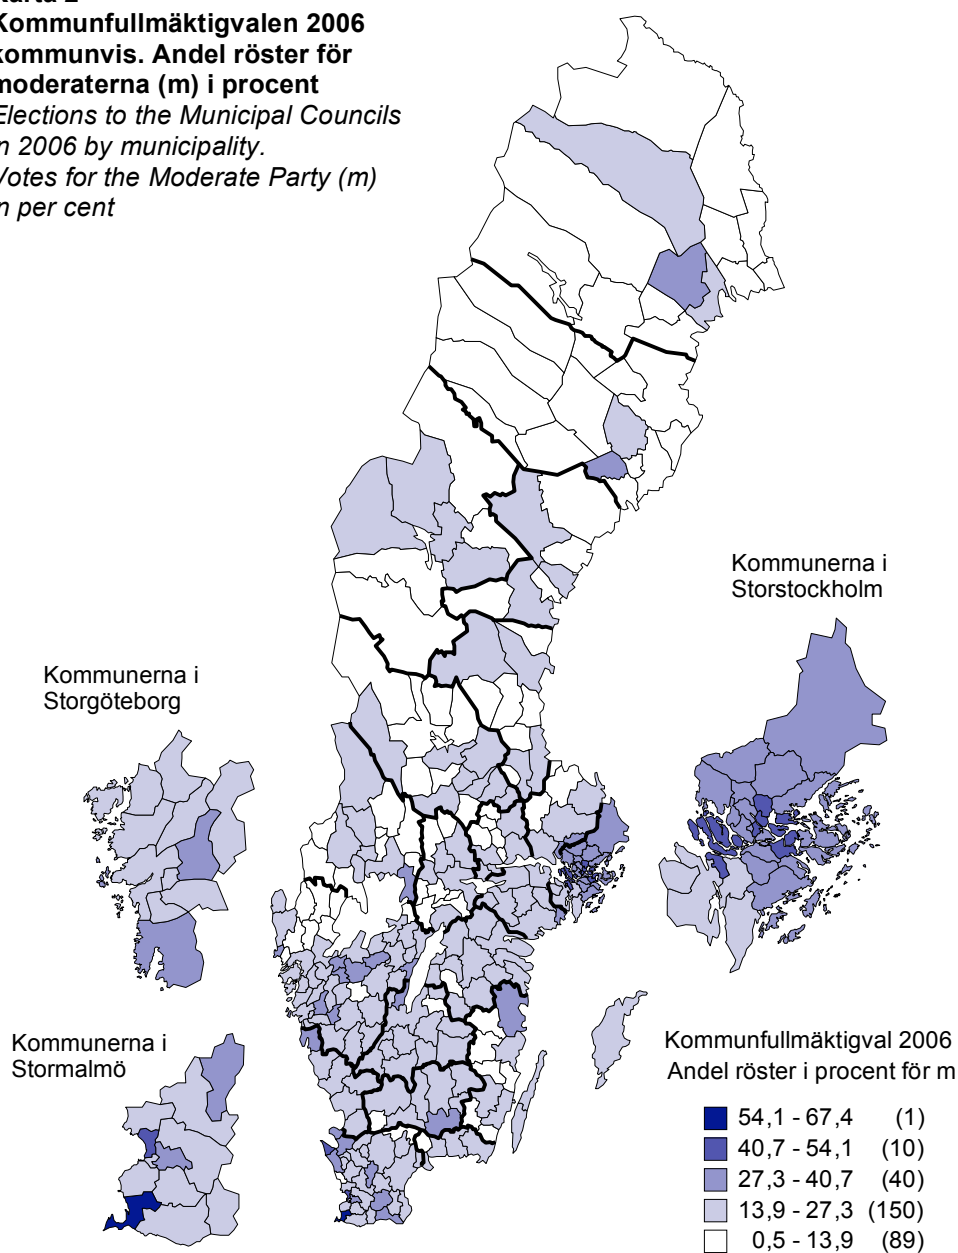 Kommunfullmäktigvalen 2006
kommunvis. Andel röster för
moderaterna (m) i procent
Elections to the Municipal Councils
in 2006 by municipality.
Votes for the Moderate Party (m)
in per cent
Kommunerna i
Storstockholm
Kommunerna i
Storgöteborg
Kommunerna i
Stormalmö
Kommunfullmäktigval 2006
Andel röster i procent för m
54,1 - 67,4 (1)
40,7 - 54,1 (10)
27,3 - 40,7 (40)
13,9 - 27,3 (150)
0,5 - 13,9 (89)